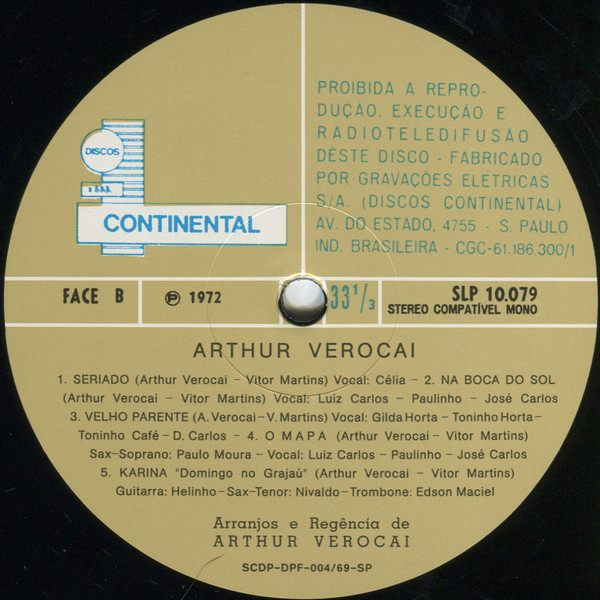 PROIBIDA A REPRO-
DUÇÃO, EXECUÇÃO E
RADIOTELEDIFUSÃO
DÊSTE DISCO - FABRICADO
POR GRAVAÇÕES ELÉTRICAS
S/A. (DISCOS CONTINENTAL)
AV. DO ESTADO, 4755 - S. PAULO
IND. BRASILEIRA - CGC-61.186.300/1
DISCOS
CONTINENTAL
FACE B
℗ 1972
33 1/3
SLP 10.079
STEREO COMPATÍVEL MONO
ARTHUR VEROCAI
1. SERIADO (Arthur Verocai – Vitor Martins) Vocal: Célia – 2. NA BOCA DO SOL
(Arthur Verocai – Vitor Martins) Vocal: Luiz Carlos – Paulinho – José Carlos
3. VELHO PARENTE (A. Verocai – V. Martins) Vocal: Gilda Horta – Toninho Horta –
Toninho Café – D. Carlos – 4. O MAPA (Arthur Verocai – Vitor Martins)
Sax-Soprano: Paulo Moura – Vocal: Luiz Carlos – Paulinho – José Carlos
5. KARINA "Domingo no Grajaú" (Arthur Verocai – Vitor Martins)
Guitarra: Helinho – Sax-Tenor: Nivaldo – Trombone: Edson Maciel
Arranjos e Regência de
ARTHUR VEROCAI
SCDP-DPF-004/69-SP